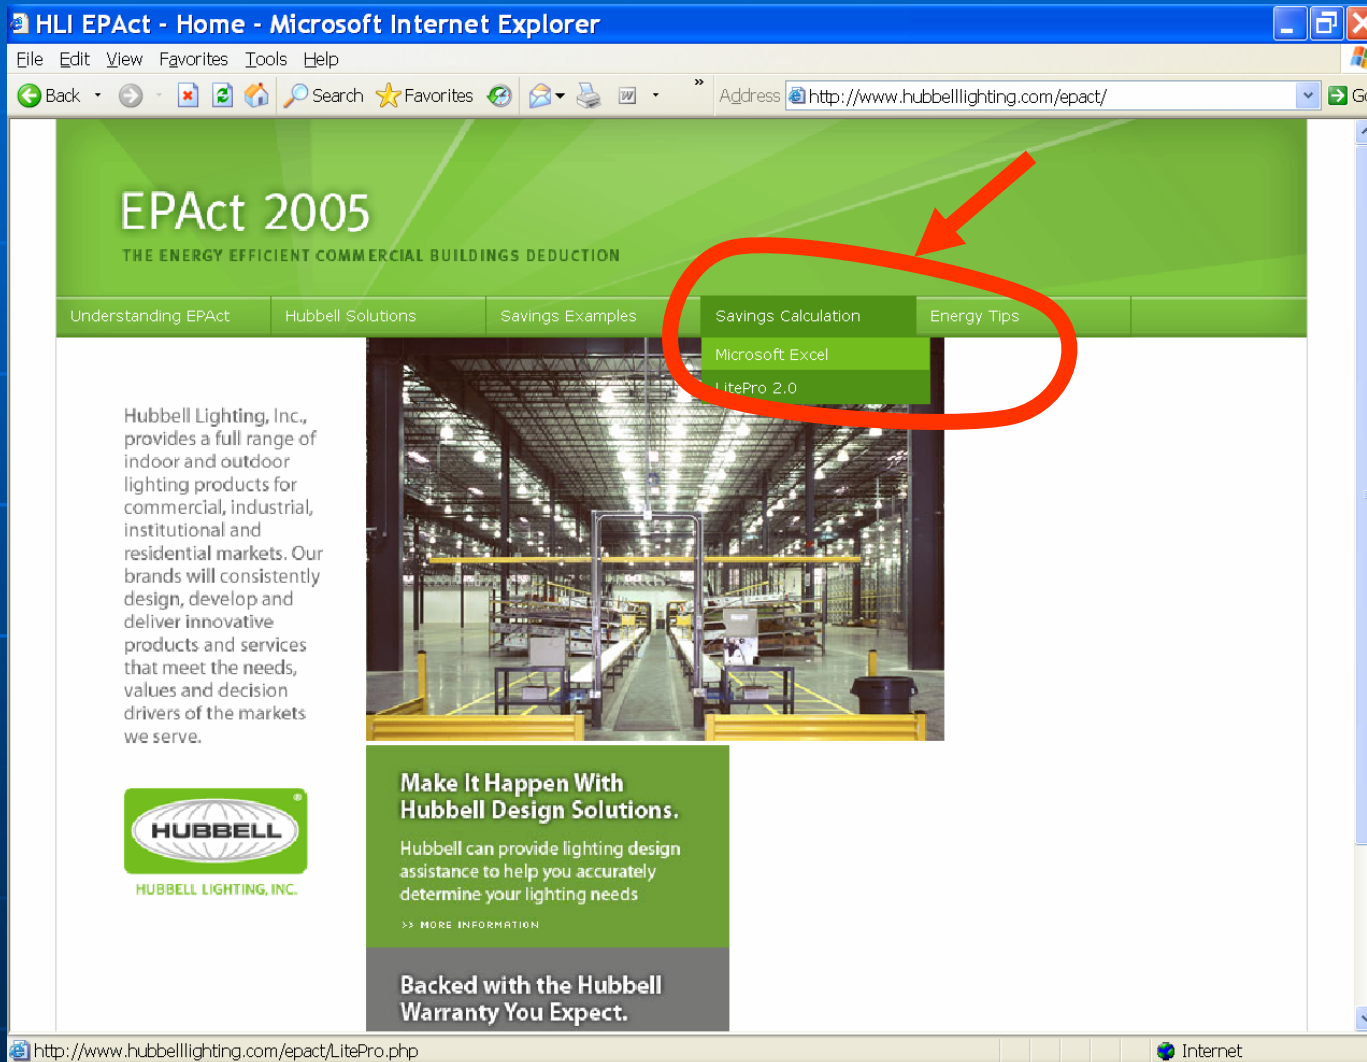 HLI EPAct - Home - Microsoft Internet Explorer
File Edit View Favorites Tools Help
Back Search Favorites » Address http://www.hubbelllighting.com/epact/ Go
EPAct 2005
THE ENERGY EFFICIENT COMMERCIAL BUILDINGS DEDUCTION
Understanding EPAct Hubbell Solutions Savings Examples Savings Calculation Energy Tips
Microsoft Excel
LitePro 2.0
Hubbell Lighting, Inc.,
provides a full range of
indoor and outdoor
lighting products for
commercial, industrial,
institutional and
residential markets. Our
brands will consistently
design, develop and
deliver innovative
products and services
that meet the needs,
values and decision
drivers of the markets
we serve.
HUBBELL®
HUBBELL LIGHTING, INC.
Make It Happen With
Hubbell Design Solutions.
Hubbell can provide lighting design
assistance to help you accurately
determine your lighting needs
>> MORE INFORMATION
Backed with the Hubbell
Warranty You Expect.
http://www.hubbelllighting.com/epact/LitePro.php Internet